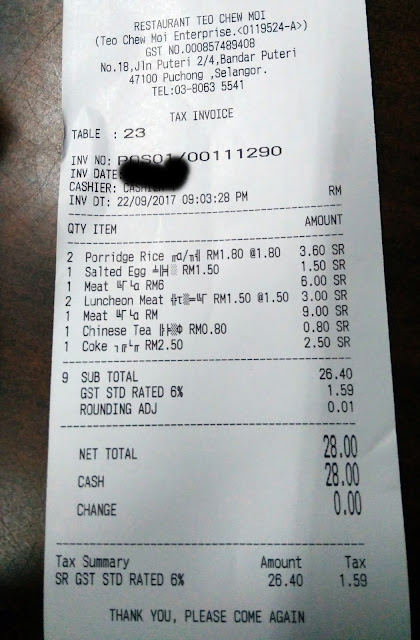 RESTAURANT TEO CHEW MOI
(Teo Chew Moi Enterprise.<0119524-A>)
GST NO.000857489408
No.18,Jln Puteri 2/4,Bandar Puteri
47100 Puchong ,Selangor.
TEL:03-8063 5541
TAX INVOICE
TABLE : 23
INV NO: POS01/00111290
INV DATE:
CASHIER: CASHIER
INV DT: 22/09/2017 09:03:28 PM RM
QTY ITEM AMOUNT
2 Porridge Rice RM1.80 @1.80 3.60 SR
1 Salted Egg RM1.50 1.50 SR
1 Meat RM6 6.00 SR
2 Luncheon Meat RM1.50 @1.50 3.00 SR
1 Meat RM 9.00 SR
1 Chinese Tea RM0.80 0.80 SR
1 Coke RM2.50 2.50 SR
9 SUB TOTAL 26.40
GST STD RATED 6% 1.59
ROUNDING ADJ 0.01
NET TOTAL 28.00
CASH 28.00
CHANGE 0.00
Tax Summary Amount Tax
SR GST STD RATED 6% 26.40 1.59
THANK YOU, PLEASE COME AGAIN